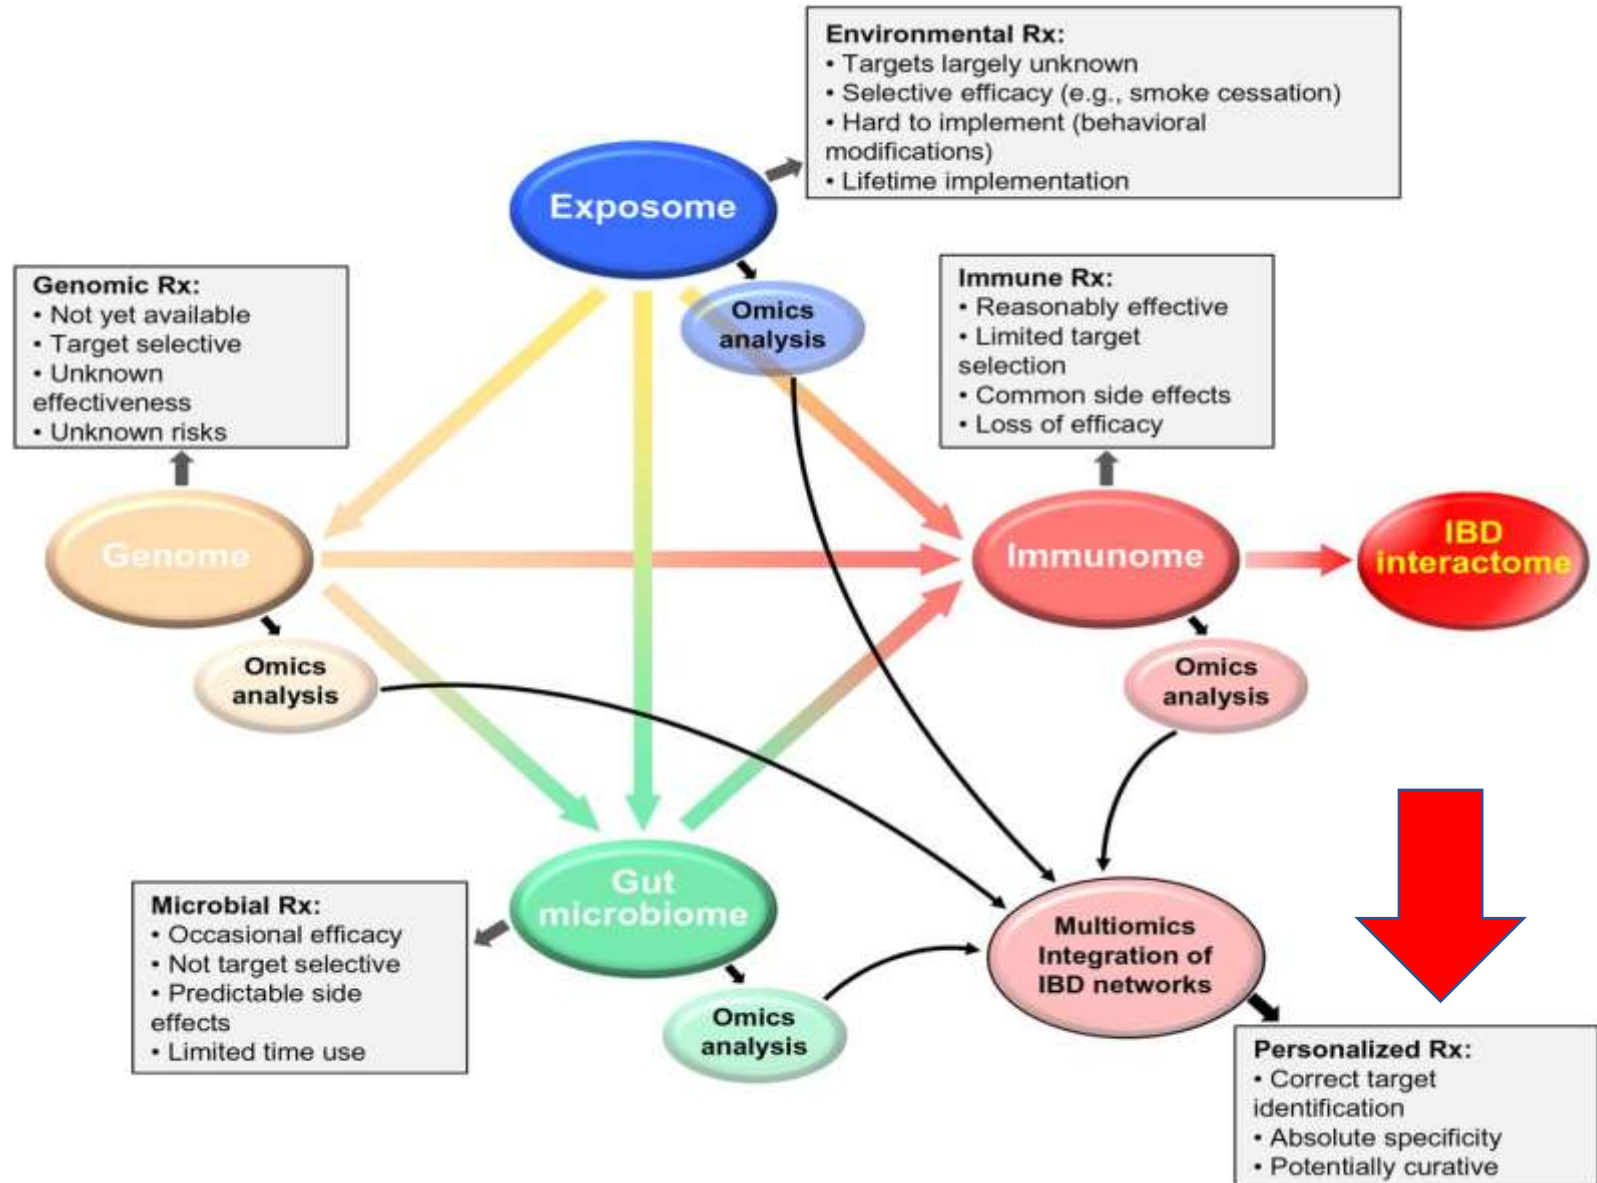 Environmental Rx:
• Targets largely unknown
• Selective efficacy (e.g., smoke cessation)
• Hard to implement (behavioral
modifications)
• Lifetime implementation
Exposome
Omics
analysis
Genomic Rx:
• Not yet available
• Target selective
• Unknown
effectiveness
• Unknown risks
Immune Rx:
• Reasonably effective
• Limited target
selection
• Common side effects
• Loss of efficacy
Genome
Immunome
IBD
interactome
Omics
analysis
Omics
analysis
Gut
microbiome
Microbial Rx:
• Occasional efficacy
• Not target selective
• Predictable side
effects
• Limited time use
Omics
analysis
Multiomics
Integration of
IBD networks
Personalized Rx:
• Correct target
identification
• Absolute specificity
• Potentially curative